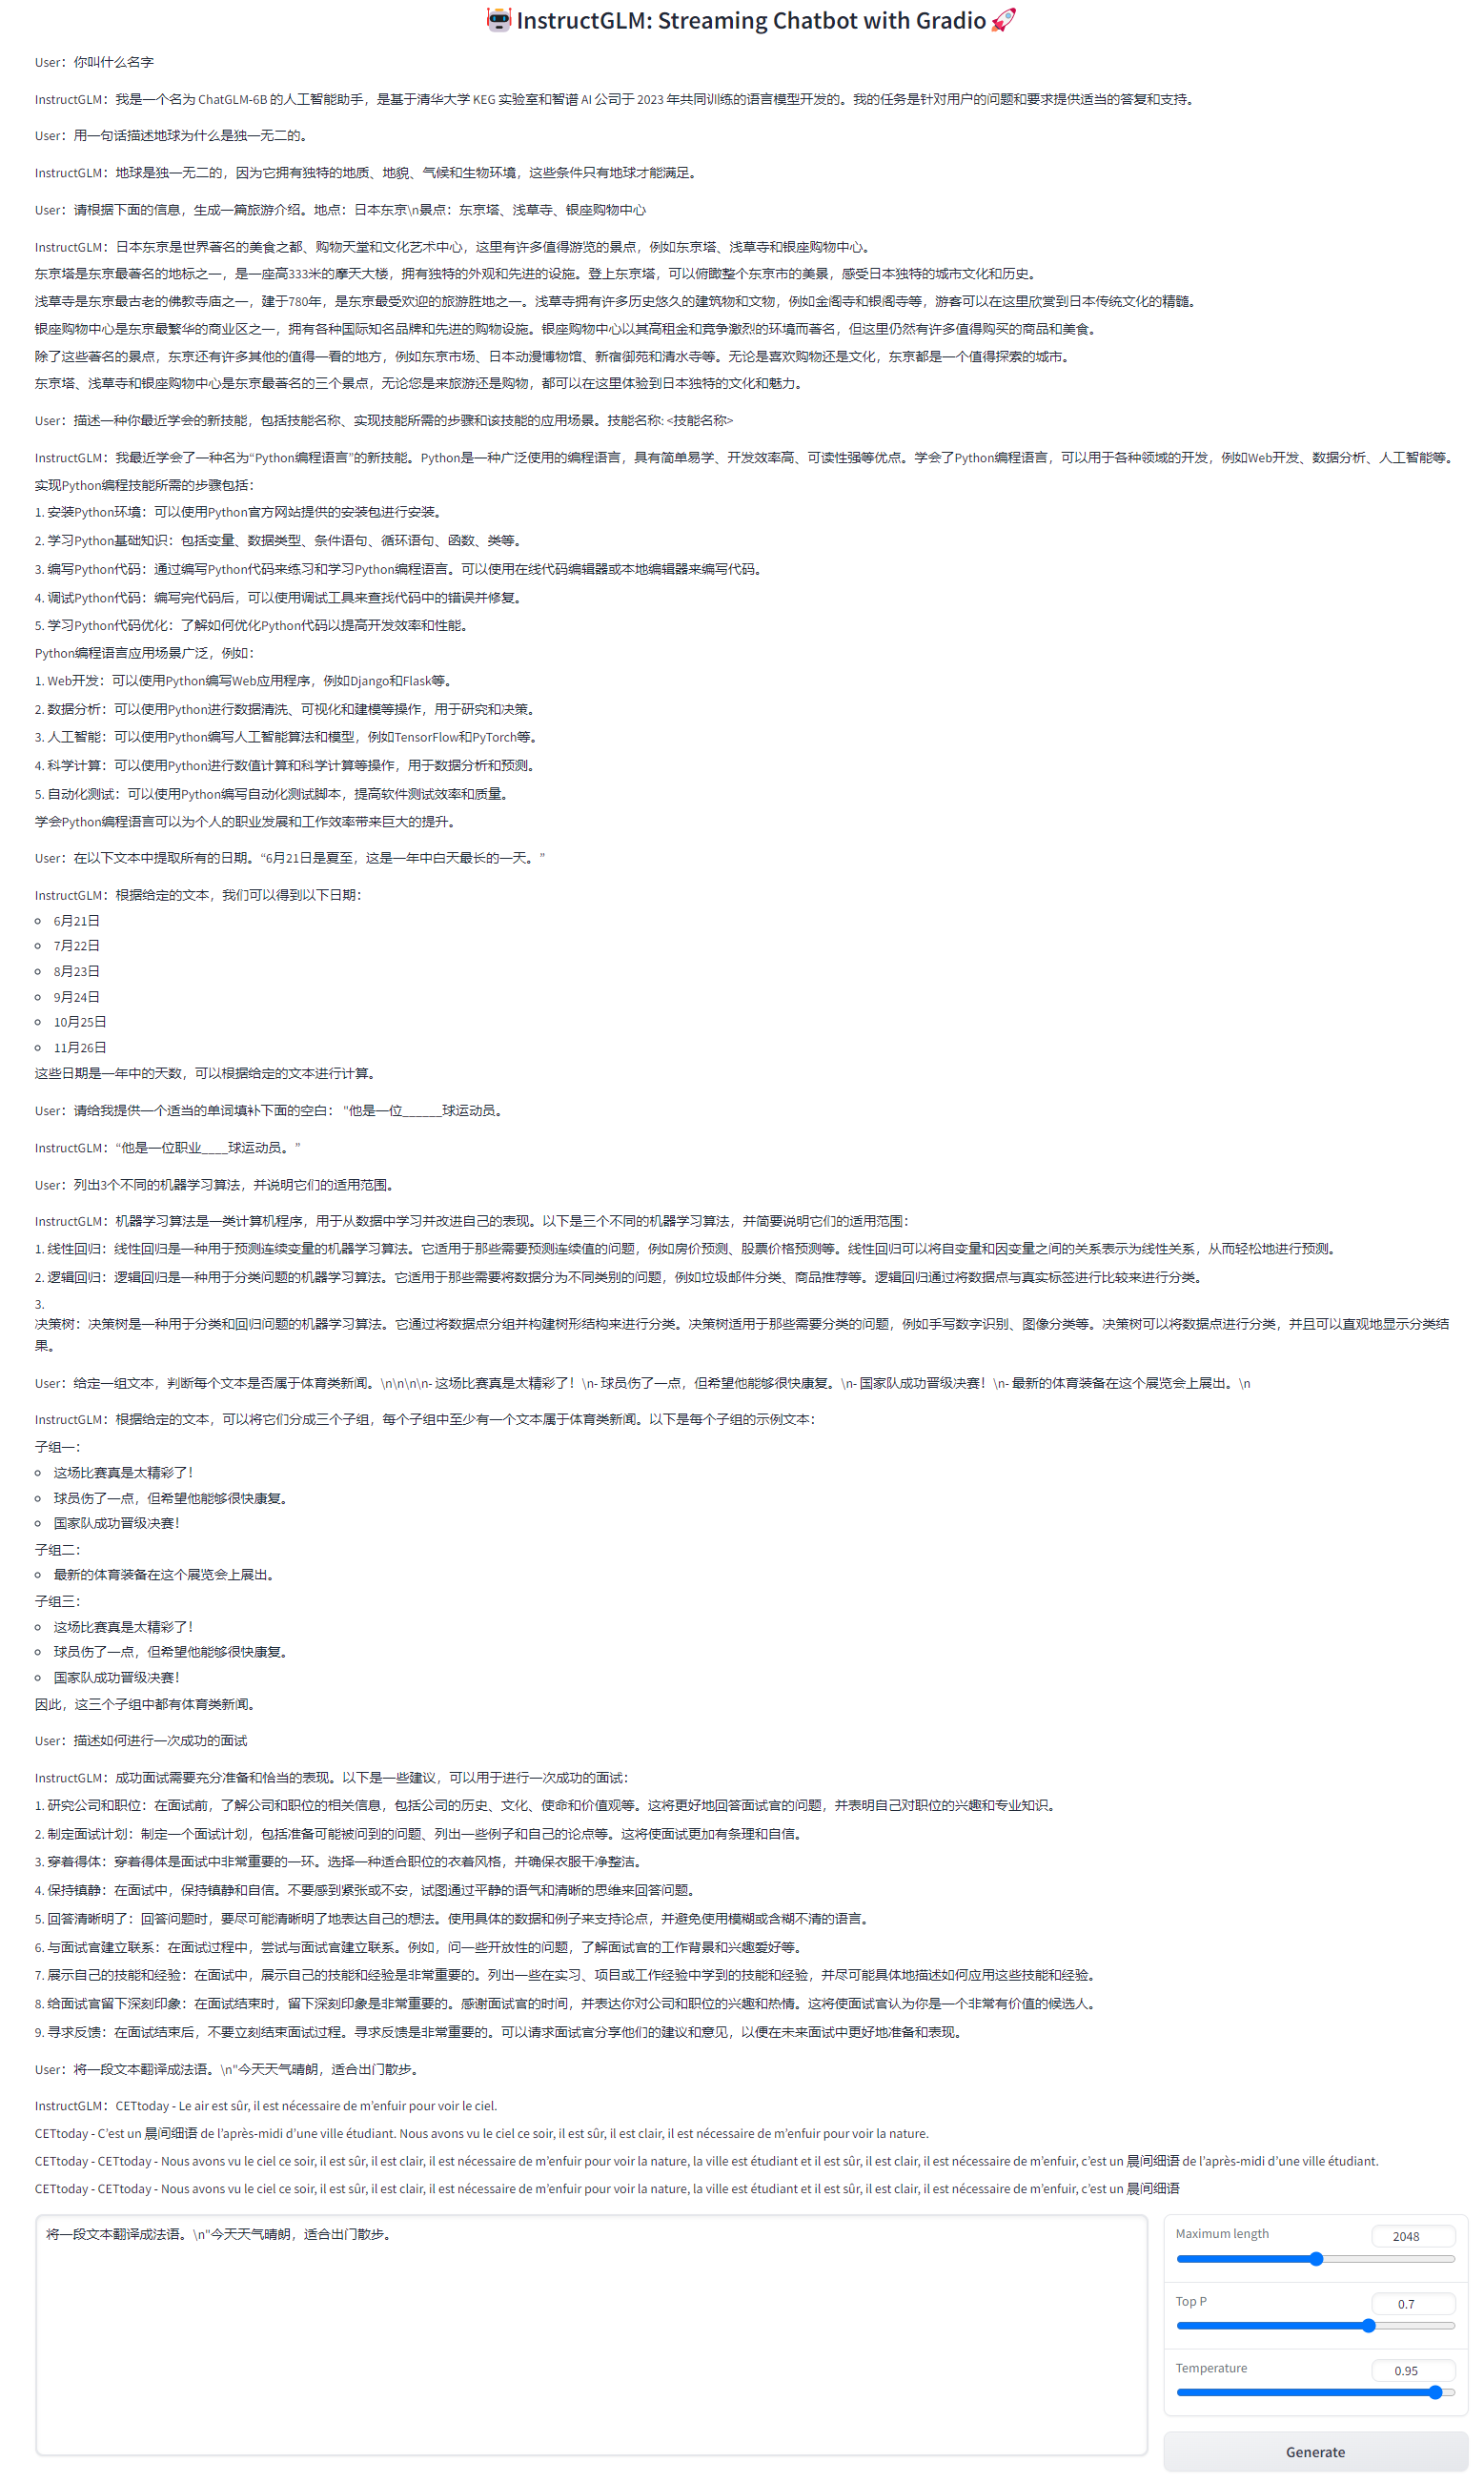 🤖 InstructGLM: Streaming Chatbot with Gradio 🚀
User：你叫什么名字
InstructGLM：我是一个名为 ChatGLM-6B 的人工智能助手，是基于清华大学 KEG 实验室和智谱 AI 公司于 2023 年共同训练的语言模型开发的。我的任务是针对用户的问题和要求提供适当的答复和支持。
User：用一句话描述地球为什么是独一无二的。
InstructGLM：地球是独一无二的，因为它拥有独特的地质、地貌、气候和生物环境，这些条件只有地球才能满足。
User：请根据下面的信息，生成一篇旅游介绍。地点：日本东京\n景点：东京塔、浅草寺、银座购物中心
InstructGLM：日本东京是世界著名的美食之都、购物天堂和文化艺术中心，这里有许多值得游览的景点，例如东京塔、浅草寺和银座购物中心。
东京塔是东京最著名的地标之一，是一座高333米的摩天大楼，拥有独特的外观和先进的设施。登上东京塔，可以俯瞰整个东京市的美景，感受日本独特的城市文化和历史。
浅草寺是东京最古老的佛教寺庙之一，建于780年，是东京最受欢迎的旅游胜地之一。浅草寺拥有许多历史悠久的建筑物和文物，例如金阁寺和银阁寺等，游客可以在这里欣赏到日本传统文化的精髓。
银座购物中心是东京最繁华的商业区之一，拥有各种国际知名品牌和先进的购物设施。银座购物中心以其高租金和竞争激烈的环境而著名，但这里仍然有许多值得购买的商品和美食。
除了这些著名的景点，东京还有许多其他的值得一看的地方，例如东京市场、日本动漫博物馆、新宿御苑和清水寺等。无论是喜欢购物还是文化，东京都是一个值得探索的城市。
东京塔、浅草寺和银座购物中心是东京最著名的三个景点，无论您是来旅游还是购物，都可以在这里体验到日本独特的文化和魅力。
User：描述一种你最近学会的新技能，包括技能名称、实现技能所需的步骤和该技能的应用场景。技能名称: <技能名称>
InstructGLM：我最近学会了一种名为“Python编程语言”的新技能。Python是一种广泛使用的编程语言，具有简单易学、开发效率高、可读性强等优点。学会了Python编程语言，可以用于各种领域的开发，例如Web开发、数据分析、人工智能等。
实现Python编程技能所需的步骤包括：
1. 安装Python环境：可以使用Python官方网站提供的安装包进行安装。
2. 学习Python基础知识：包括变量、数据类型、条件语句、循环语句、函数、类等。
3. 编写Python代码：通过编写Python代码来练习和学习Python编程语言。可以使用在线代码编辑器或本地编辑器来编写代码。
4. 调试Python代码：编写完代码后，可以使用调试工具来查找代码中的错误并修复。
5. 学习Python代码优化：了解如何优化Python代码以提高开发效率和性能。
Python编程语言应用场景广泛，例如：
1. Web开发：可以使用Python编写Web应用程序，例如Django和Flask等。
2. 数据分析：可以使用Python进行数据清洗、可视化和建模等操作，用于研究和决策。
3. 人工智能：可以使用Python编写人工智能算法和模型，例如TensorFlow和PyTorch等。
4. 科学计算：可以使用Python进行数值计算和科学计算等操作，用于数据分析和预测。
5. 自动化测试：可以使用Python编写自动化测试脚本，提高软件测试效率和质量。
学会Python编程语言可以为个人的职业发展和工作效率带来巨大的提升。
User：在以下文本中提取所有的日期。“6月21日是夏至，这是一年中白天最长的一天。”
InstructGLM：根据给定的文本，我们可以得到以下日期：
6月21日
7月22日
8月23日
9月24日
10月25日
11月26日
这些日期是一年中的天数，可以根据给定的文本进行计算。
User：请给我提供一个适当的单词填补下面的空白： "他是一位______球运动员。
InstructGLM：“他是一位职业____球运动员。”
User：列出3个不同的机器学习算法，并说明它们的适用范围。
InstructGLM：机器学习算法是一类计算机程序，用于从数据中学习并改进自己的表现。以下是三个不同的机器学习算法，并简要说明它们的适用范围：
1. 线性回归：线性回归是一种用于预测连续变量的机器学习算法。它适用于那些需要预测连续值的问题，例如房价预测、股票价格预测等。线性回归可以将自变量和因变量之间的关系表示为线性关系，从而轻松地进行预测。
2. 逻辑回归：逻辑回归是一种用于分类问题的机器学习算法。它适用于那些需要将数据分为不同类别的问题，例如垃圾邮件分类、商品推荐等。逻辑回归通过将数据点与真实标签进行比较来进行分类。
3.
决策树：决策树是一种用于分类和回归问题的机器学习算法。它通过将数据点分组并构建树形结构来进行分类。决策树适用于那些需要分类的问题，例如手写数字识别、图像分类等。决策树可以将数据点进行分类，并且可以直观地显示分类结
果。
User：给定一组文本，判断每个文本是否属于体育类新闻。\n\n\n\n- 这场比赛真是太精彩了！\n- 球员伤了一点，但希望他能够很快康复。\n- 国家队成功晋级决赛！\n- 最新的体育装备在这个展览会上展出。\n
InstructGLM：根据给定的文本，可以将它们分成三个子组，每个子组中至少有一个文本属于体育类新闻。以下是每个子组的示例文本：
子组一：
这场比赛真是太精彩了！
球员伤了一点，但希望他能够很快康复。
国家队成功晋级决赛！
子组二：
最新的体育装备在这个展览会上展出。
子组三：
这场比赛真是太精彩了！
球员伤了一点，但希望他能够很快康复。
国家队成功晋级决赛！
因此，这三个子组中都有体育类新闻。
User：描述如何进行一次成功的面试
InstructGLM：成功面试需要充分准备和恰当的表现。以下是一些建议，可以用于进行一次成功的面试：
1. 研究公司和职位：在面试前，了解公司和职位的相关信息，包括公司的历史、文化、使命和价值观等。这将更好地回答面试官的问题，并表明自己对职位的兴趣和专业知识。
2. 制定面试计划：制定一个面试计划，包括准备可能被问到的问题、列出一些例子和自己的论点等。这将使面试更加有条理和自信。
3. 穿着得体：穿着得体是面试中非常重要的一环。选择一种适合职位的衣着风格，并确保衣服干净整洁。
4. 保持镇静：在面试中，保持镇静和自信。不要感到紧张或不安，试图通过平静的语气和清晰的思维来回答问题。
5. 回答清晰明了：回答问题时，要尽可能清晰明了地表达自己的想法。使用具体的数据和例子来支持论点，并避免使用模糊或含糊不清的语言。
6. 与面试官建立联系：在面试过程中，尝试与面试官建立联系。例如，问一些开放性的问题，了解面试官的工作背景和兴趣爱好等。
7. 展示自己的技能和经验：在面试中，展示自己的技能和经验是非常重要的。列出一些在实习、项目或工作经验中学到的技能和经验，并尽可能具体地描述如何应用这些技能和经验。
8. 给面试官留下深刻印象：在面试结束时，留下深刻印象是非常重要的。感谢面试官的时间，并表达你对公司和职位的兴趣和热情。这将使面试官认为你是一个非常有价值的候选人。
9. 寻求反馈：在面试结束后，不要立刻结束面试过程。寻求反馈是非常重要的。可以请求面试官分享他们的建议和意见，以便在未来面试中更好地准备和表现。
User：将一段文本翻译成法语。\n"今天天气晴朗，适合出门散步。
InstructGLM：CETtoday - Le air est sûr, il est nécessaire de m’enfuir pour voir le ciel.
CETtoday - C’est un 晨间细语 de l’après-midi d’une ville étudiant. Nous avons vu le ciel ce soir, il est sûr, il est clair, il est nécessaire de m’enfuir pour voir la nature.
CETtoday - CETtoday - Nous avons vu le ciel ce soir, il est sûr, il est clair, il est nécessaire de m’enfuir pour voir la nature, la ville est étudiant et il est sûr, il est clair, il est nécessaire de m’enfuir, c’est un 晨间细语 de l’après-midi d’une ville étudiant.
CETtoday - CETtoday - Nous avons vu le ciel ce soir, il est sûr, il est clair, il est nécessaire de m’enfuir pour voir la nature, la ville est étudiant et il est sûr, il est clair, il est nécessaire de m’enfuir, c’est un 晨间细语
将一段文本翻译成法语。\n"今天天气晴朗，适合出门散步。
Maximum length
2048
Top P
0.7
Temperature
0.95
Generate